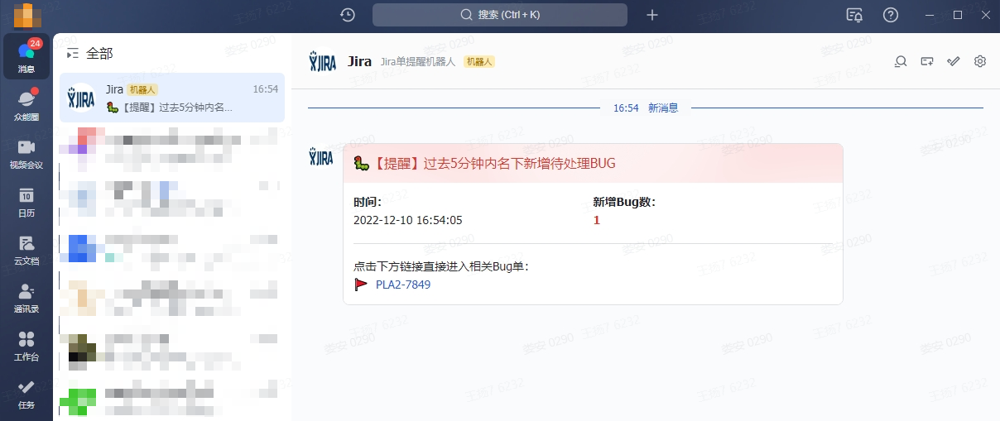 搜索 (Ctrl + K)
24
消息
众能圈
视频会议
10
日历
云文档
通讯录
工作台
任务
全部
JIRA
Jira 机器人 16:54
【提醒】过去5分钟内名...
JIRA
Jira Jira单提醒机器人 机器人
16:54 新消息
JIRA
【提醒】过去5分钟内名下新增待处理BUG
时间：
2022-12-10 16:54:05
新增Bug数：
1
点击下方链接直接进入相关Bug单：
PLA2-7849